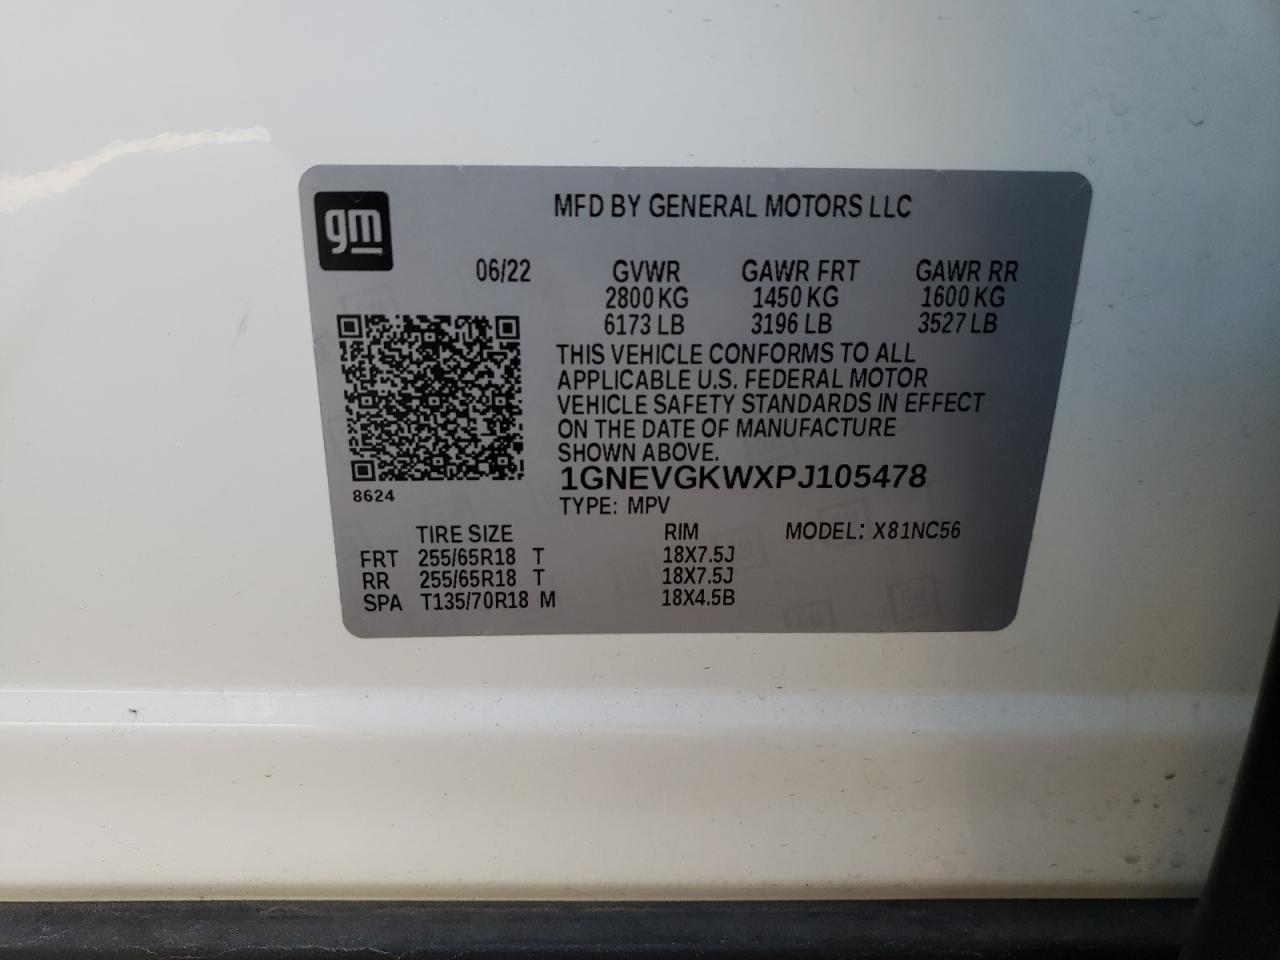 gm
MFD BY GENERAL MOTORS LLC
06/22 GVWR GAWR FRT GAWR RR
2800 KG 1450 KG 1600 KG
6173 LB 3196 LB 3527 LB
THIS VEHICLE CONFORMS TO ALL
APPLICABLE U.S. FEDERAL MOTOR
VEHICLE SAFETY STANDARDS IN EFFECT
ON THE DATE OF MANUFACTURE
SHOWN ABOVE.
1GNEVGKWXPJ105478
8624
TYPE: MPV
TIRE SIZE RIM MODEL: X81NC56
FRT 255/65R18 T 18X7.5J
RR 255/65R18 T 18X7.5J
SPA T135/70R18 M 18X4.5B
GM
GM
GM